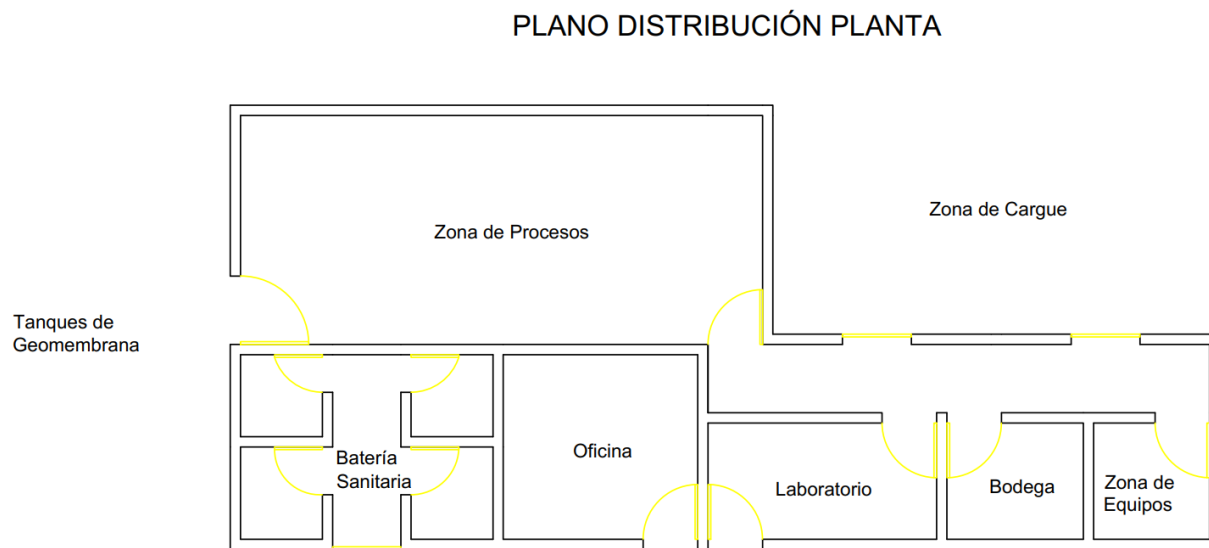 PLANO DISTRIBUCIÓN PLANTA
Zona de Cargue
Zona de Procesos
Tanques de
Geomembrana
Batería
Sanitaria
Oficina
Laboratorio
Bodega
Zona de
Equipos